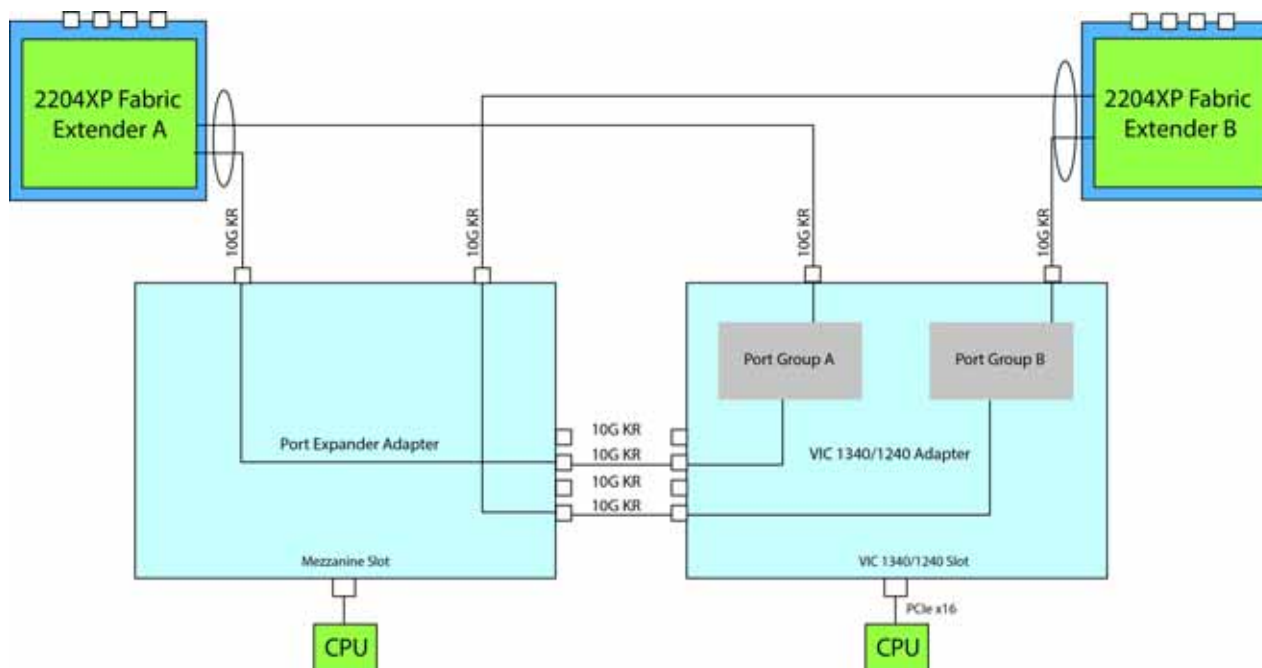 2204XP Fabric
Extender A
2204XP Fabric
Extender B
10G KR
10G KR
10G KR
10G KR
Port Group A
Port Group B
Port Expander Adapter
10G KR
10G KR
10G KR
10G KR
VIC 1340/1240 Adapter
Mezzanine Slot
VIC 1340/1240 Slot
PCIe x16
CPU
CPU